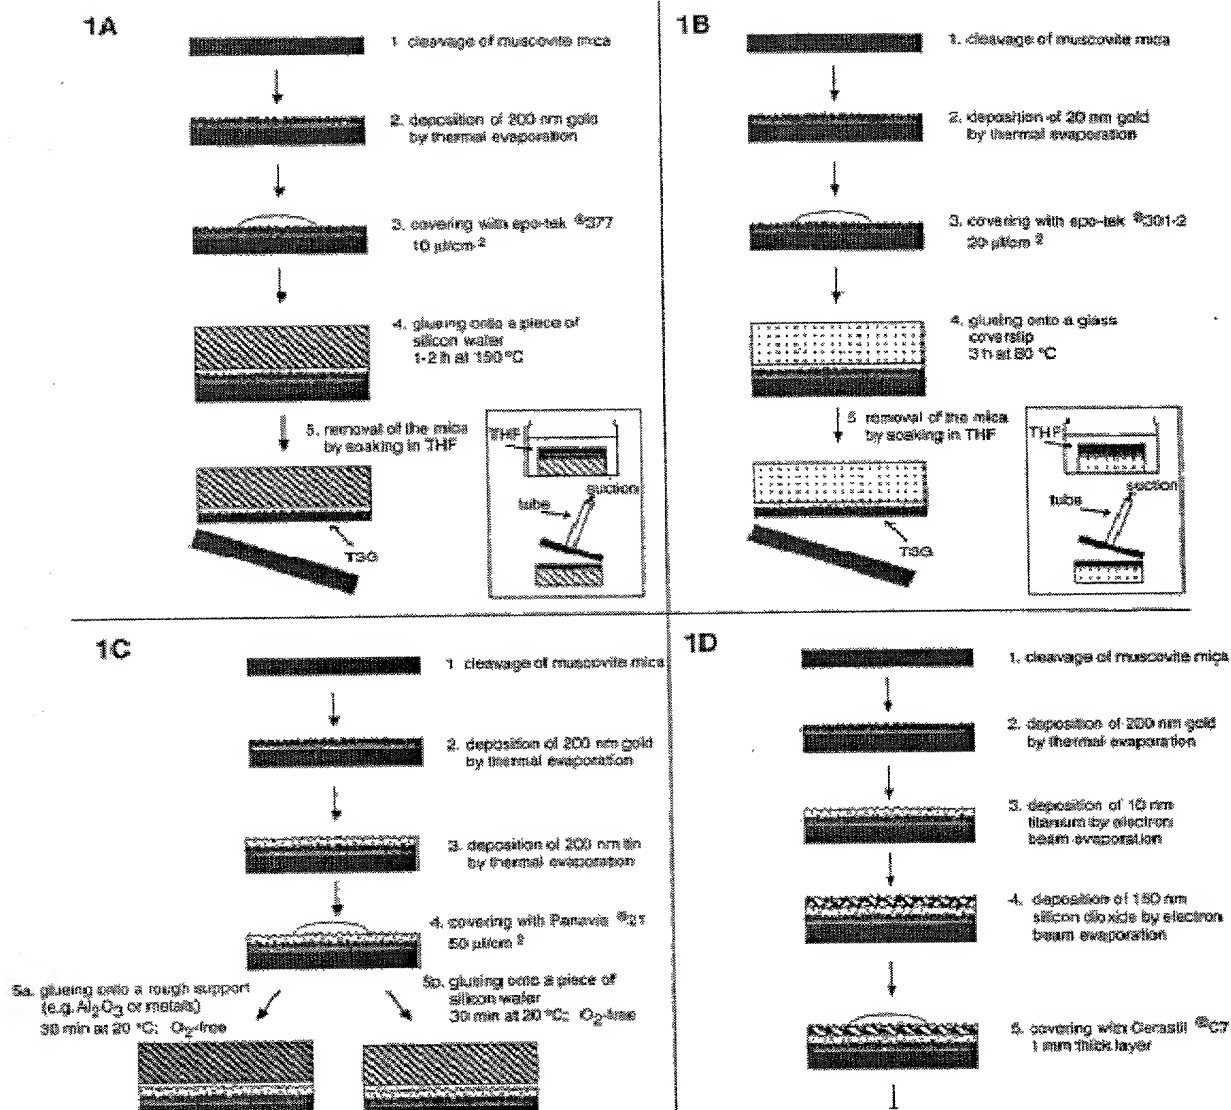 1A
1 cleavage of muscovite mica
2. deposition of 200 nm gold
by thermal evaporation
3. covering with epo-tek ®377
10 µl/cm 2
4. glueing onto a piece of
silicon wafer
1-2 h at 150 °C
5. removal of the mica
by soaking in THF
THF
suction
tube
TSG
1B
1. cleavage of muscovite mica
2. deposition of 20 nm gold
by thermal evaporation
3. covering with epo-tek ®301-2
20 µl/cm 2
4. glueing onto a glass
coverslip
3 h at 80 °C
5 removal of the mica
by soaking in THF
THF
suction
tube
TSG
1C
1 cleavage of muscovite mica
2. deposition of 200 nm gold
by thermal evaporation
3. deposition of 200 nm tin
by thermal evaporation
4. covering with Panavia ®21
50 µl/cm 2
5a. glueing onto a rough support
(e.g. Al2O3 or metals)
30 min at 20 °C; O2-free
5b. glueing onto a piece of
silicon wafer
30 min at 20 °C; O2-free
1D
1. cleavage of muscovite mica
2. deposition of 200 nm gold
by thermal evaporation
3. deposition of 10 nm
titanium by electron
beam evaporation
4. deposition of 150 nm
silicon dioxide by electron
beam evaporation
5. covering with Cerastil ®C7
1 mm thick layer